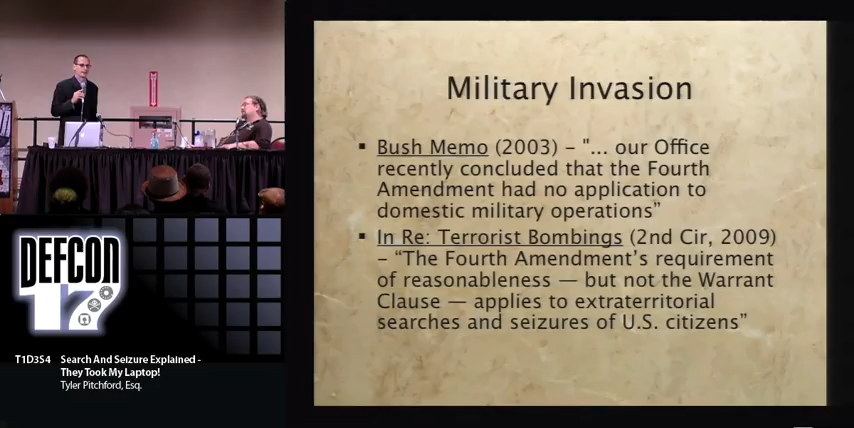 Military Invasion
▪ Bush Memo (2003) – "... our Office
recently concluded that the Fourth
Amendment had no application to
domestic military operations”
▪ In Re: Terrorist Bombings (2nd Cir, 2009)
– “The Fourth Amendment’s requirement
of reasonableness — but not the Warrant
Clause — applies to extraterritorial
searches and seizures of U.S. citizens”
DEFCON
17
T1D3S4 Search And Seizure Explained -
They Took My Laptop!
Tyler Pitchford, Esq.